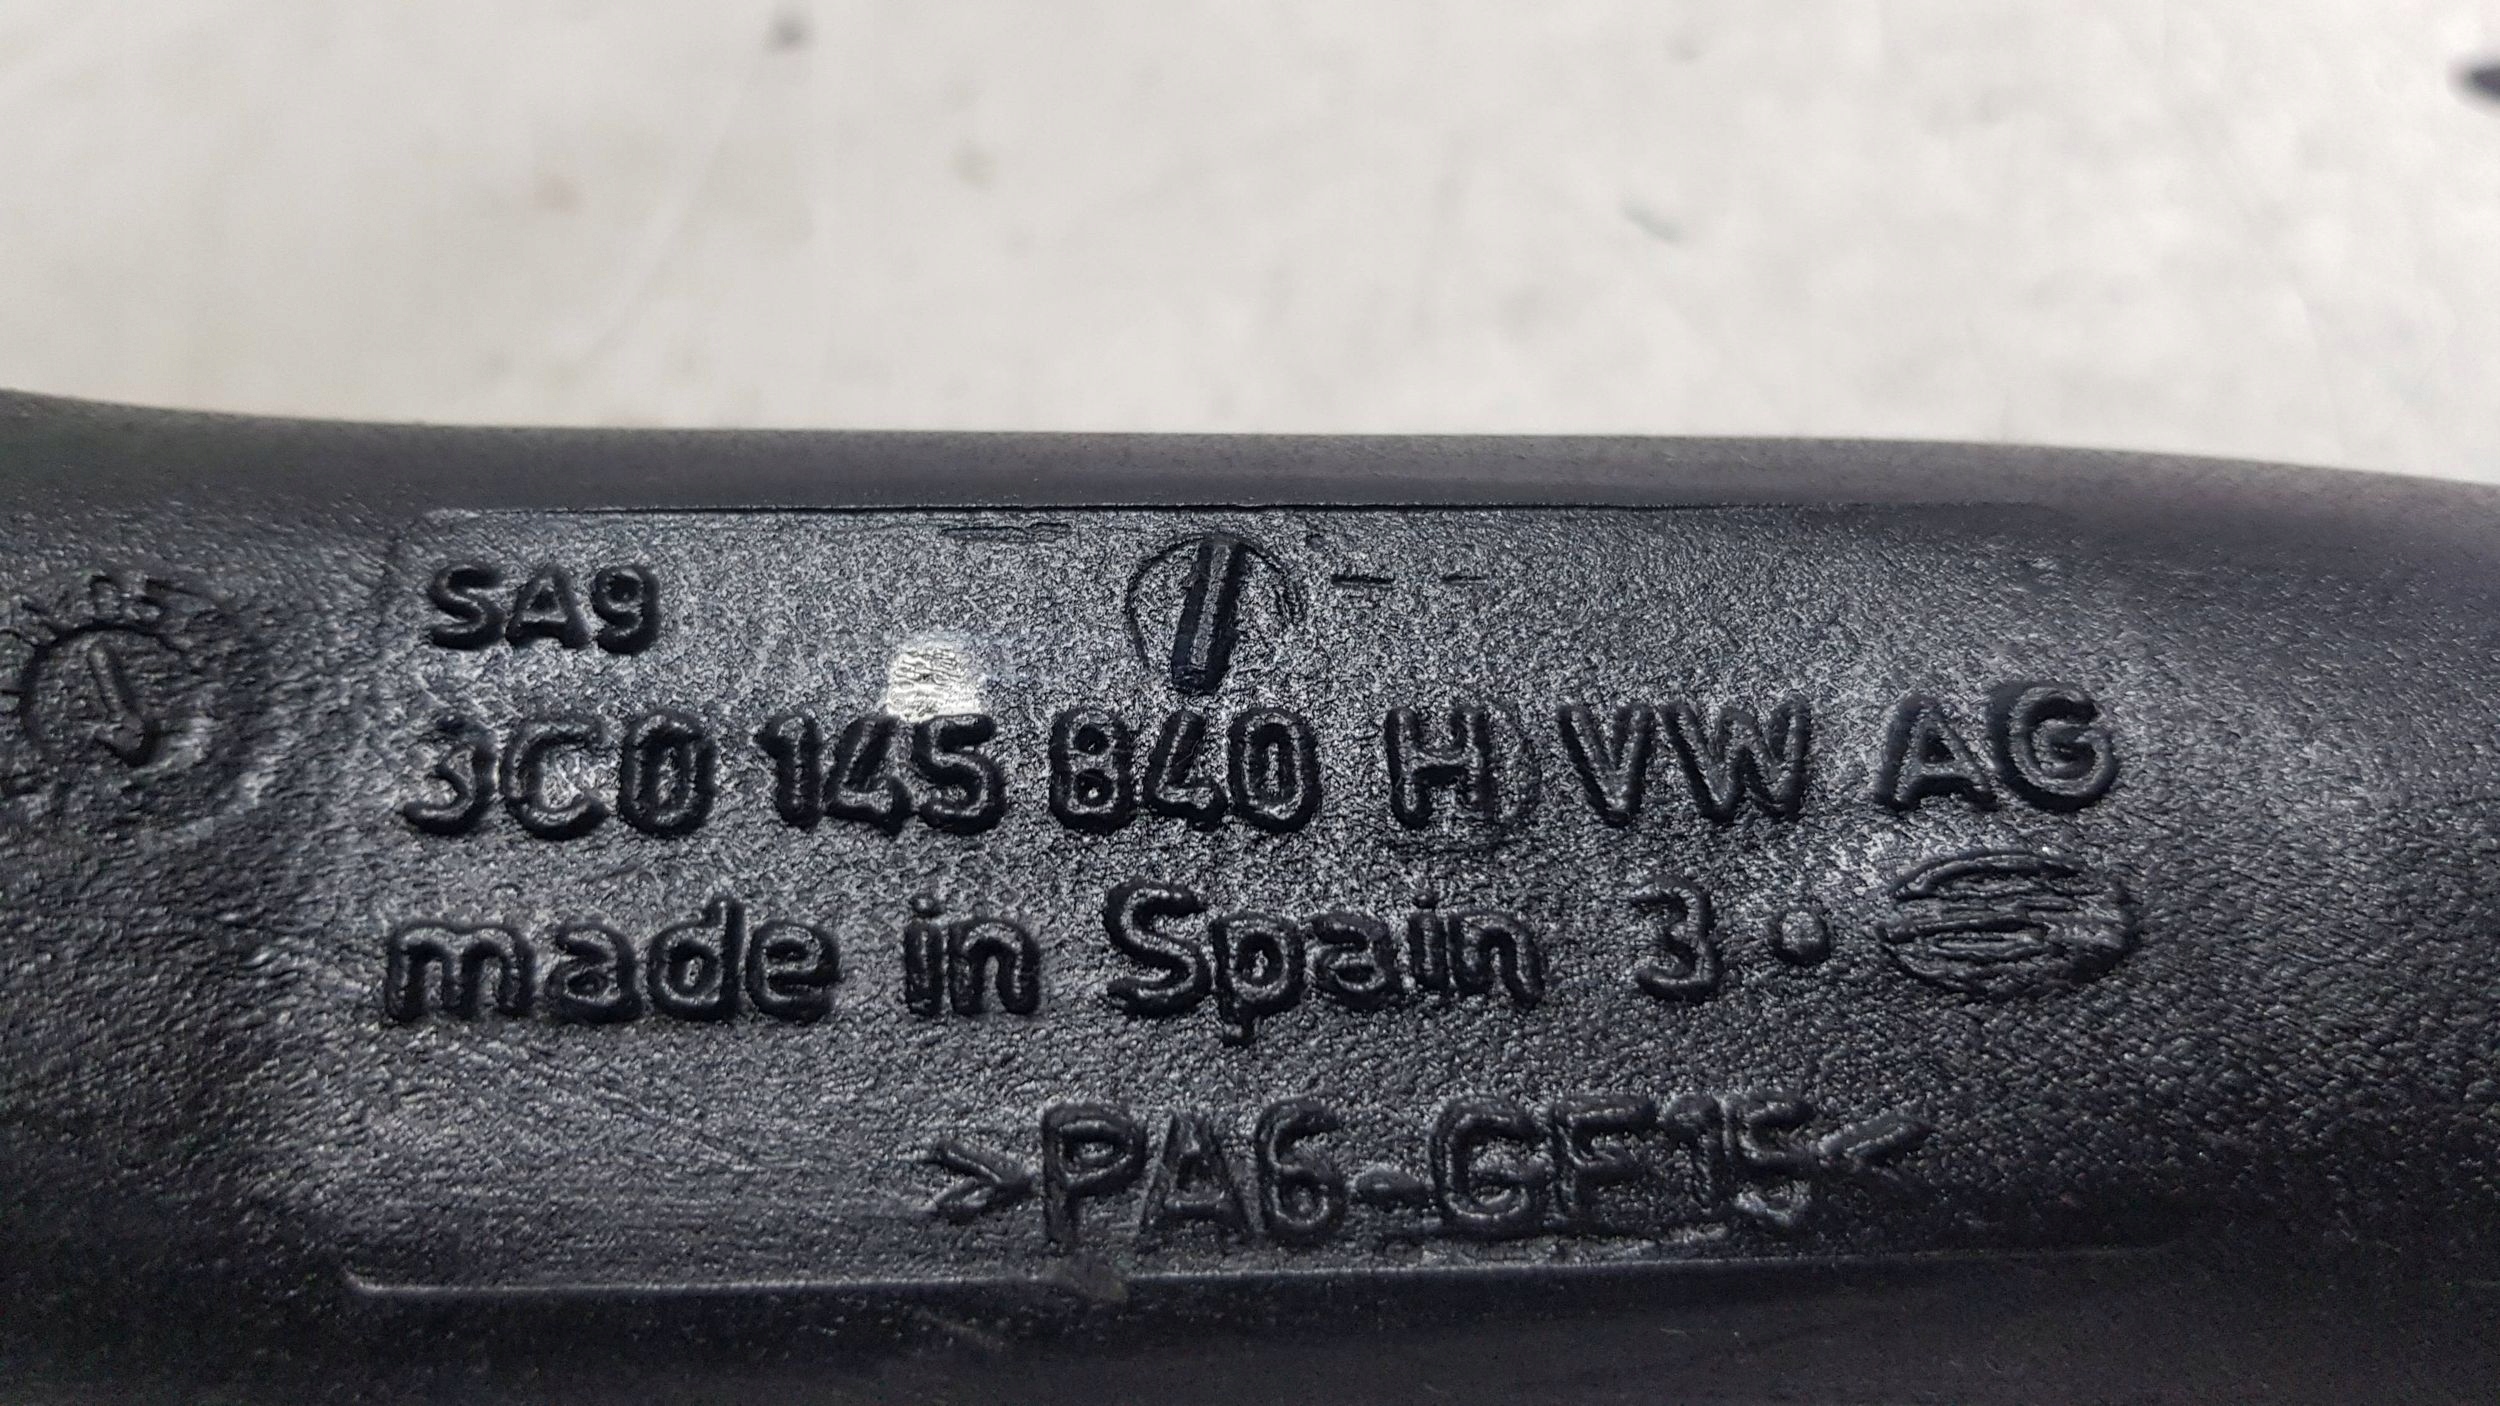 SA9
3C0 145 840 H VW AG
made in Spain 3
>PA6-GF15<